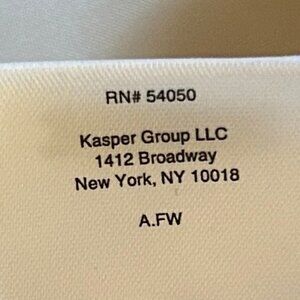 RN# 54050
Kasper Group LLC
1412 Broadway
New York, NY 10018
A.FW